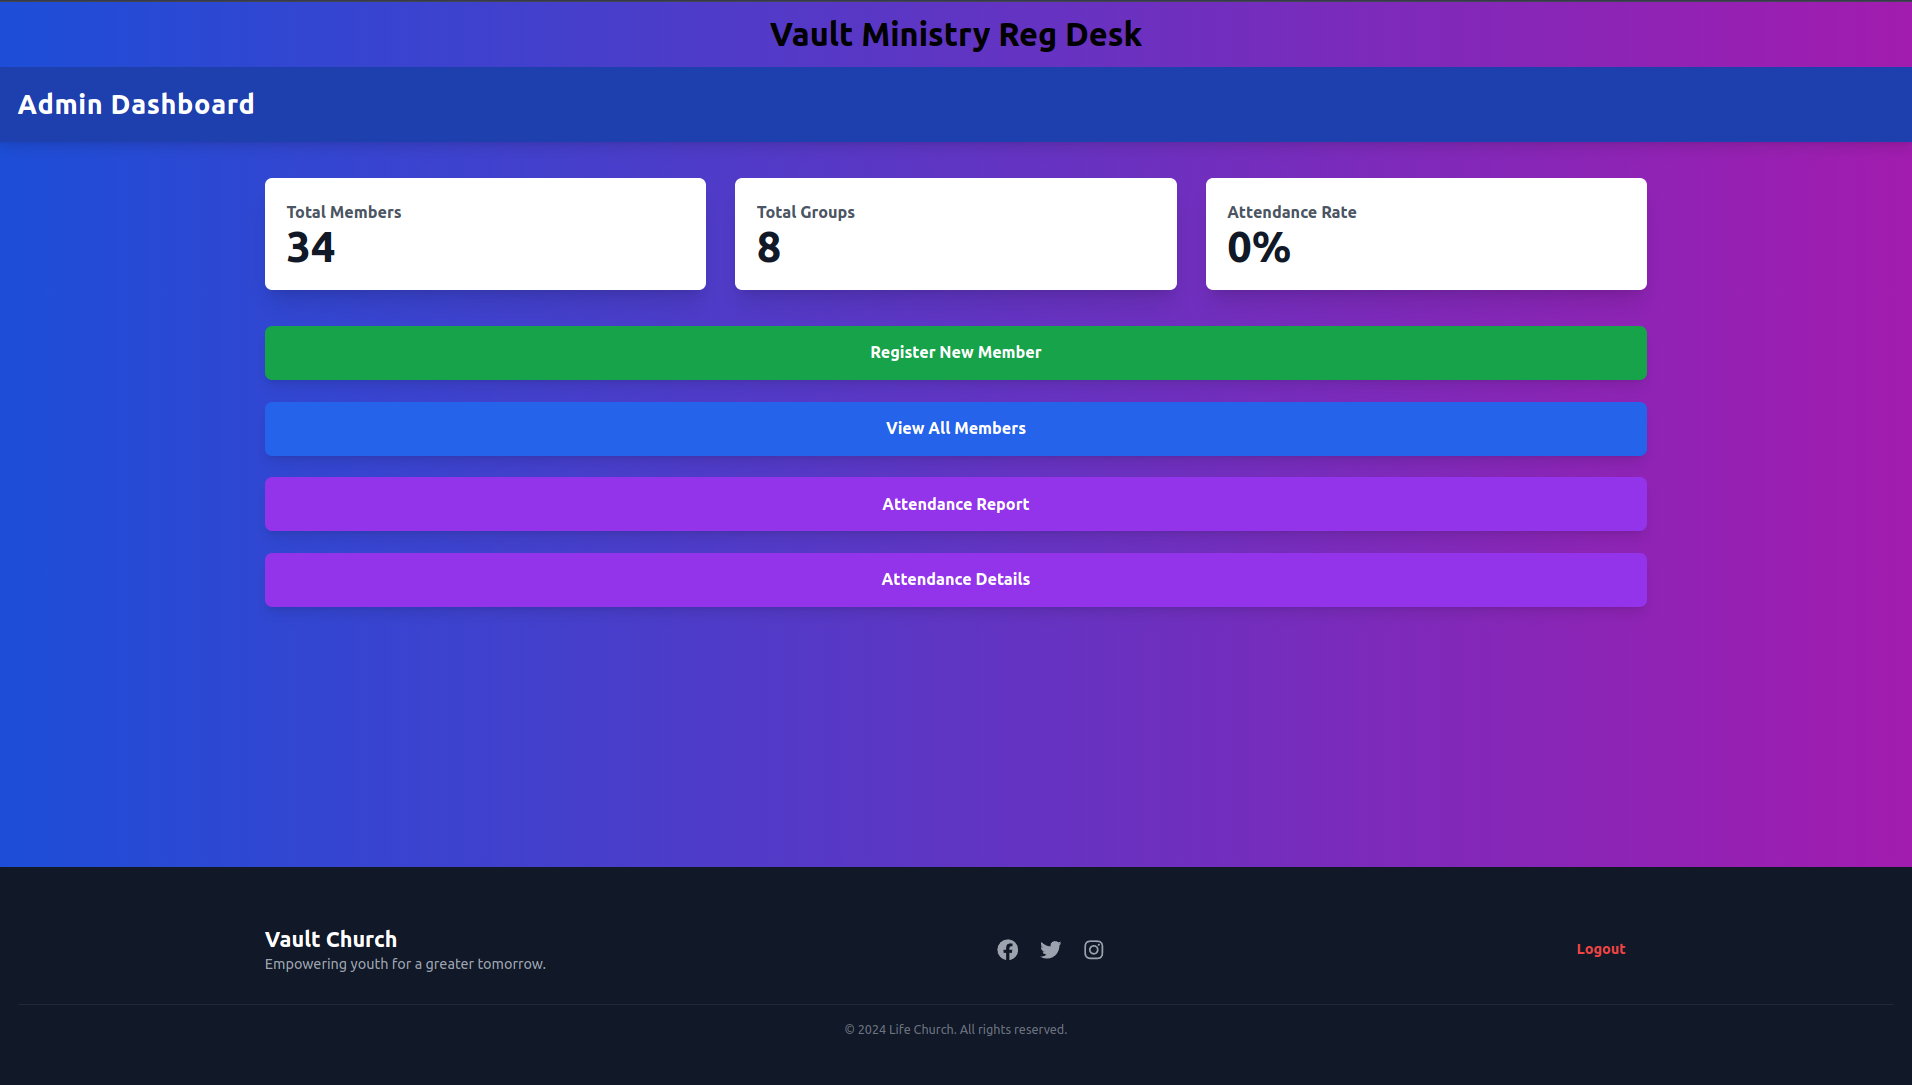 Vault Ministry Reg Desk
Admin Dashboard
Total Members
34
Total Groups
8
Attendance Rate
0%
Register New Member
View All Members
Attendance Report
Attendance Details
Vault Church
Empowering youth for a greater tomorrow.
Logout
© 2024 Life Church. All rights reserved.